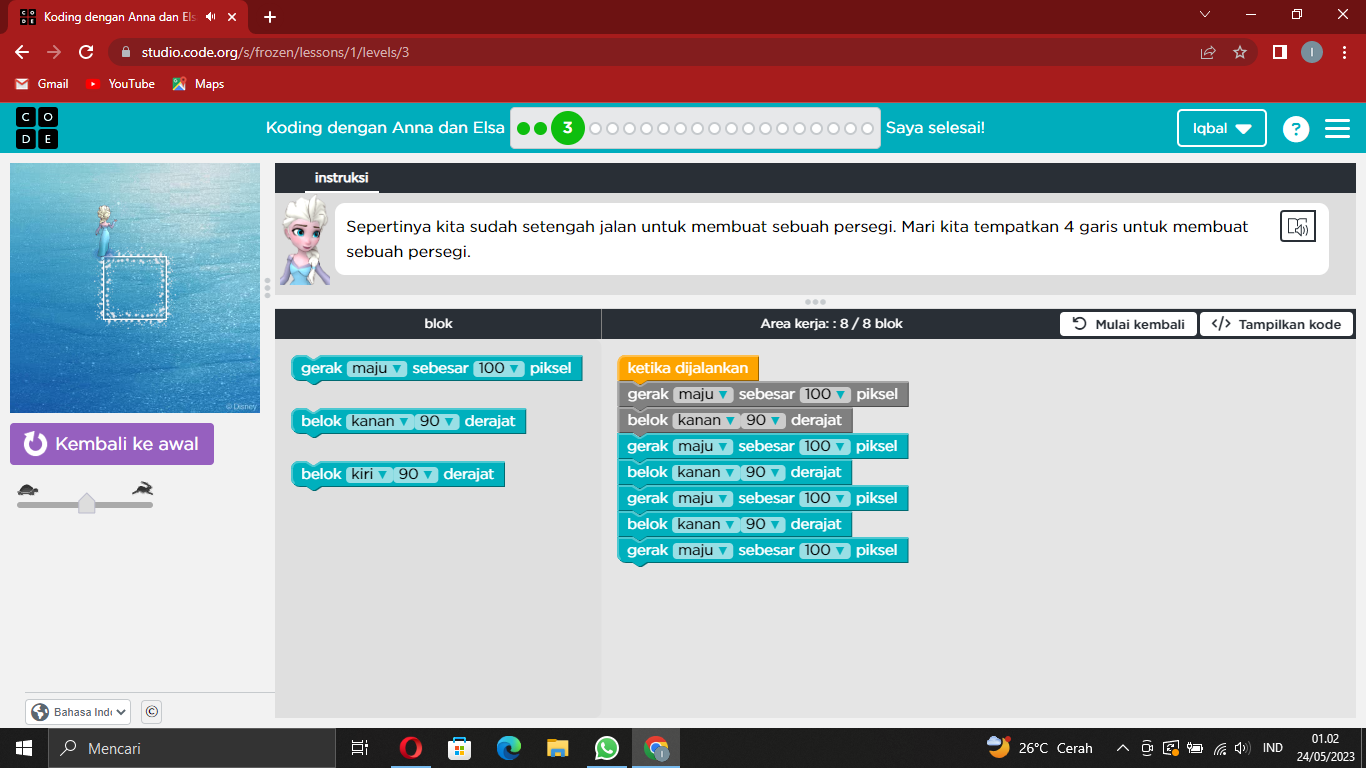 Koding dengan Anna dan Els
studio.code.org/s/frozen/lessons/1/levels/3
I
Gmail
YouTube
Maps
C O
D E
Koding dengan Anna dan Elsa
3
Saya selesai!
Iqbal
?
instruksi
Sepertinya kita sudah setengah jalan untuk membuat sebuah persegi. Mari kita tempatkan 4 garis untuk membuat
sebuah persegi.
© Disney
Kembali ke awal
blok
Area kerja: : 8 / 8 blok
Mulai kembali
</> Tampilkan kode
gerak maju ▼ sebesar 100 ▼ piksel
belok kanan ▼ 90 ▼ derajat
belok kiri ▼ 90 ▼ derajat
ketika dijalankan
gerak maju ▼ sebesar 100 ▼ piksel
belok kanan ▼ 90 ▼ derajat
gerak maju ▼ sebesar 100 ▼ piksel
belok kanan ▼ 90 ▼ derajat
gerak maju ▼ sebesar 100 ▼ piksel
belok kanan ▼ 90 ▼ derajat
gerak maju ▼ sebesar 100 ▼ piksel
Bahasa Ind
©
Mencari
26°C Cerah
IND
01.02
24/05/2023